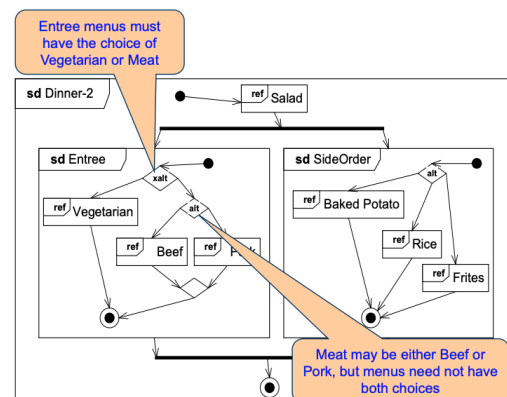 Entree menus must
have the choice of
Vegetarian or Meat
sd Dinner-2
ref Salad
sd Entree
xalt
ref Vegetarian
alt
ref Beef
ref
sd SideOrder
alt
ref Baked Potato
ref Rice
ref Frites
Meat may be either Beef or
Pork, but menus need not have
both choices